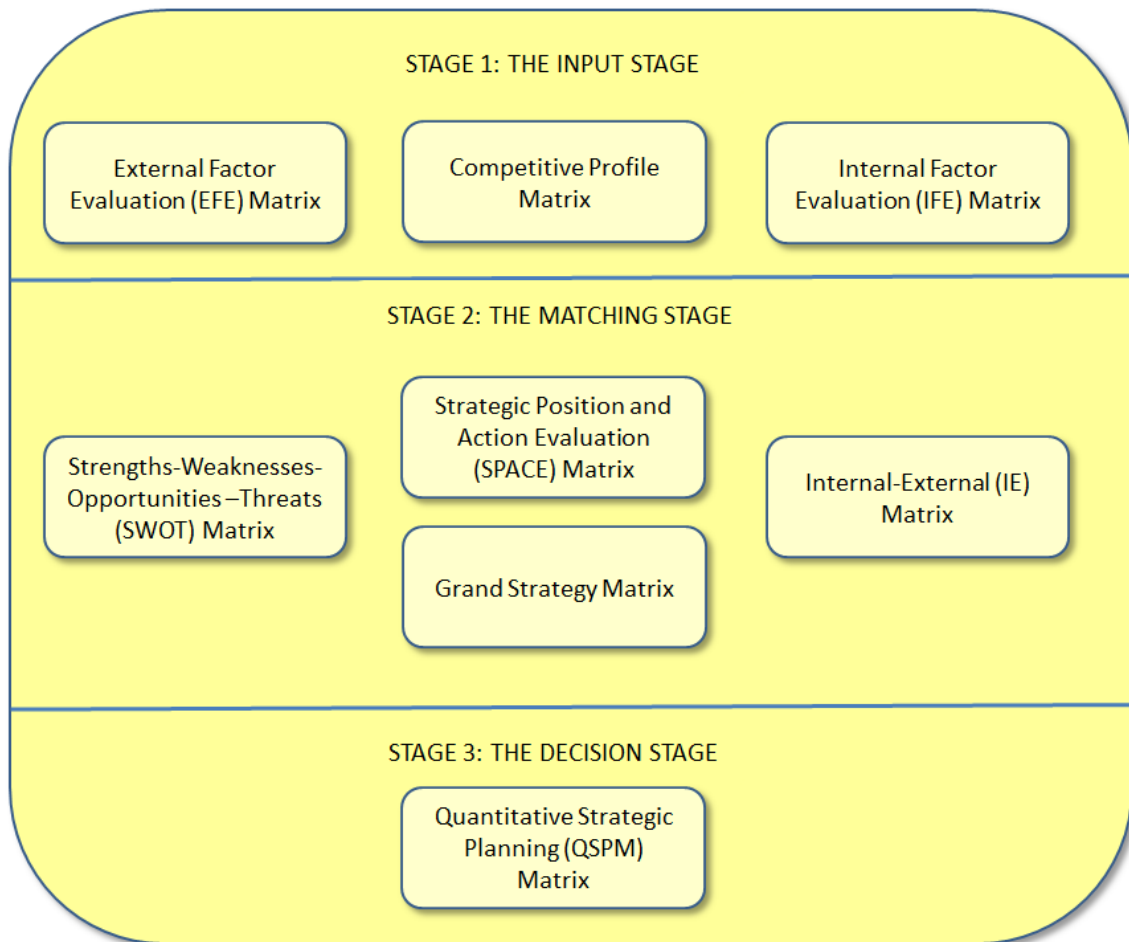 STAGE 1: THE INPUT STAGE
External Factor
Evaluation (EFE) Matrix
Competitive Profile
Matrix
Internal Factor
Evaluation (IFE) Matrix
STAGE 2: THE MATCHING STAGE
Strengths-Weaknesses-
Opportunities –Threats
(SWOT) Matrix
Strategic Position and
Action Evaluation
(SPACE) Matrix
Grand Strategy Matrix
Internal-External (IE)
Matrix
STAGE 3: THE DECISION STAGE
Quantitative Strategic
Planning (QSPM)
Matrix